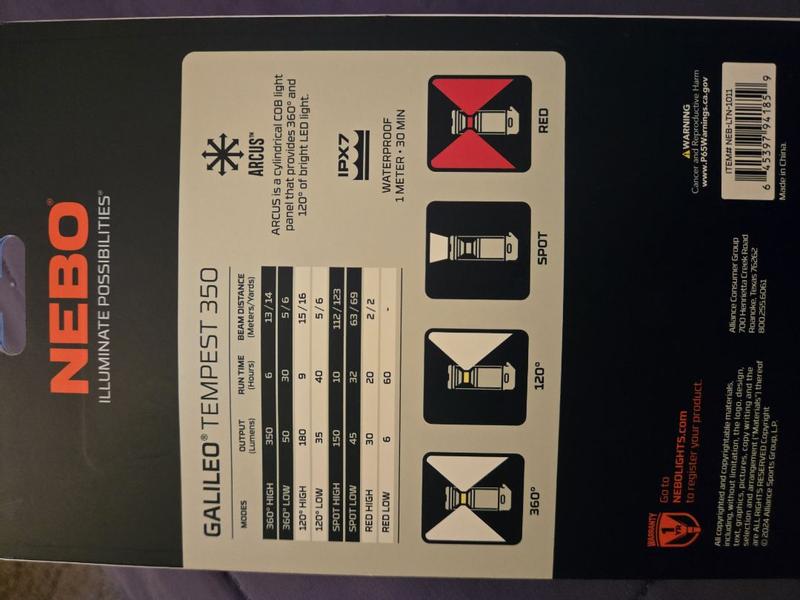 NEBO®
ILLUMINATE POSSIBILITIES®
GALILEO® TEMPEST 350
MODES OUTPUT (Lumens) RUN TIME (Hours) BEAM DISTANCE (Meters/Yards)
360° HIGH 350 6 13 / 14
360° LOW 50 30 5 / 6
120° HIGH 180 9 15 / 16
120° LOW 35 40 5 / 6
SPOT HIGH 150 10 112 / 123
SPOT LOW 45 32 63 / 69
RED HIGH 30 20 2 / 2
RED LOW 6 60 -
ARCUS™
ARCUS is a cylindrical COB light
panel that provides 360° and
120° of bright LED light.
IPX7
WATERPROOF
1 METER • 30 MIN
360°
120°
SPOT
RED
WARRANTY
1
YR
Go to
NEBOLIGHTS.com
to register your product.
All copyrighted and copyrightable materials,
including, without limitation, the logo, design,
text, graphics, pictures, copy writing and the
selection and arrangement ("Materials") thereof
are ALL RIGHTS RESERVED Copyright
© 2024 Alliance Sports Group, L.P.
Alliance Consumer Group
700 Henrietta Creek Road
Roanoke, Texas 76262
800.255.6061
WARNING
Cancer and Reproductive Harm
www.P65Warnings.ca.gov
ITEM# NEB-LTN-1011
6 45397 94185 9
Made in China.